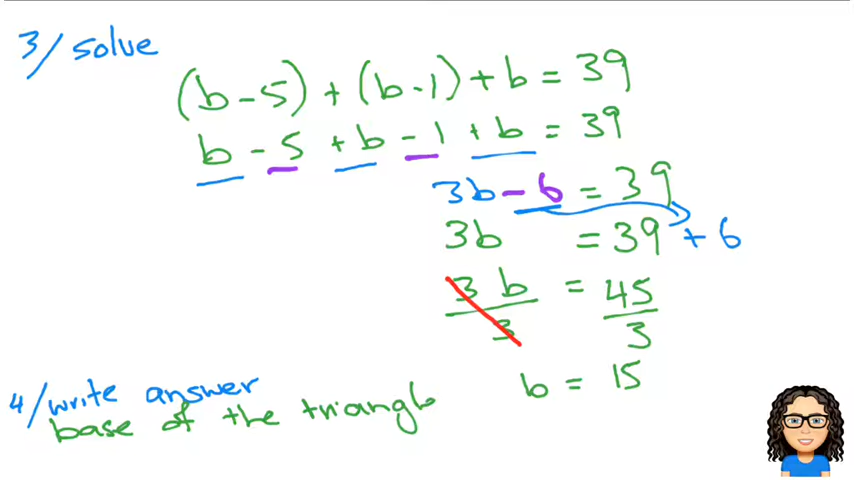 3/ solve
(b - 5) + (b - 1) + b = 39
b - 5 + b - 1 + b = 39
3b - 6 = 39
3b = 39 + 6
3 b = 45
3 3
b = 15
4/ write answer
base of the triangle